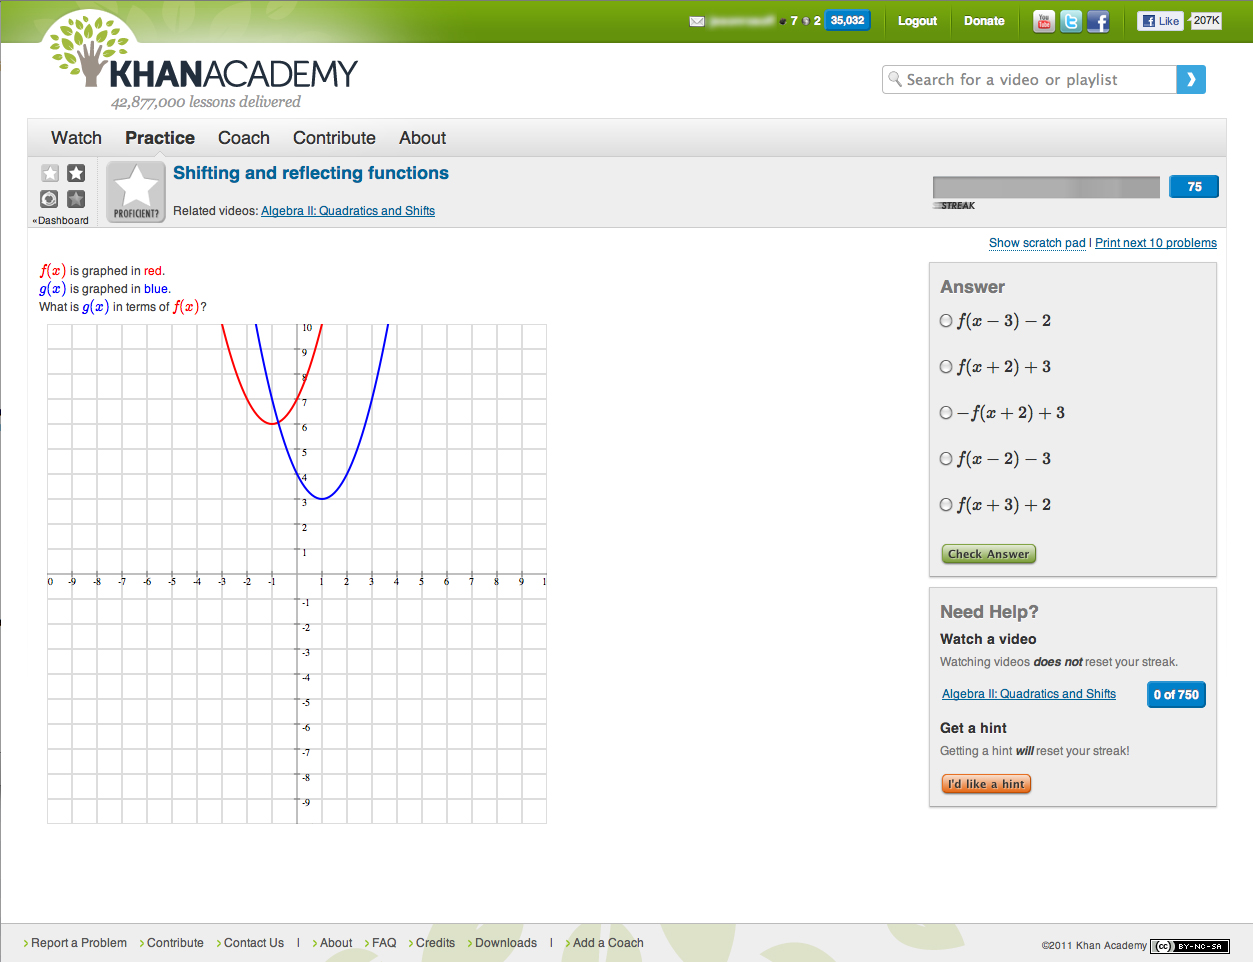 7 2 35,032 Logout Donate You Tube Like 207K
KHANACADEMY
42,877,000 lessons delivered
Search for a video or playlist
Watch Practice Coach Contribute About
Shifting and reflecting functions
75
PROFICIENT?
STREAK
Related videos: Algebra II: Quadratics and Shifts
«Dashboard
Show scratch pad | Print next 10 problems
f(x) is graphed in red.
g(x) is graphed in blue.
What is g(x) in terms of f(x)?
10
9
8
7
6
5
4
3
2
1
0 -9 -8 -7 -6 -5 -4 -3 -2 -1 1 2 3 4 5 6 7 8 9 1
-1
-2
-3
-4
-5
-6
-7
-8
-9
Answer
f(x − 3) − 2
f(x + 2) + 3
−f(x + 2) + 3
f(x − 2) − 3
f(x + 3) + 2
Check Answer
Need Help?
Watch a video
Watching videos does not reset your streak.
Algebra II: Quadratics and Shifts 0 of 750
Get a hint
Getting a hint will reset your streak!
I'd like a hint
Report a Problem Contribute Contact Us | About FAQ Credits Downloads | Add a Coach
©2011 Khan Academy (cc) BY-NC-SA